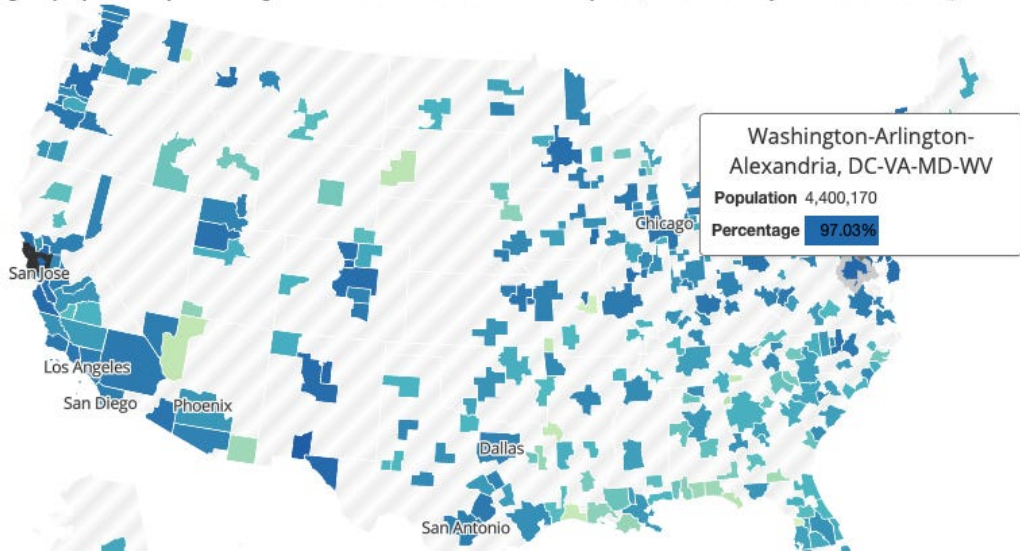 Washington-Arlington-
Alexandria, DC-VA-MD-WV
Population 4,400,170
Percentage 97.03%
Chicago
San Jose
Los Angeles
San Diego
Phoenix
Dallas
San Antonio